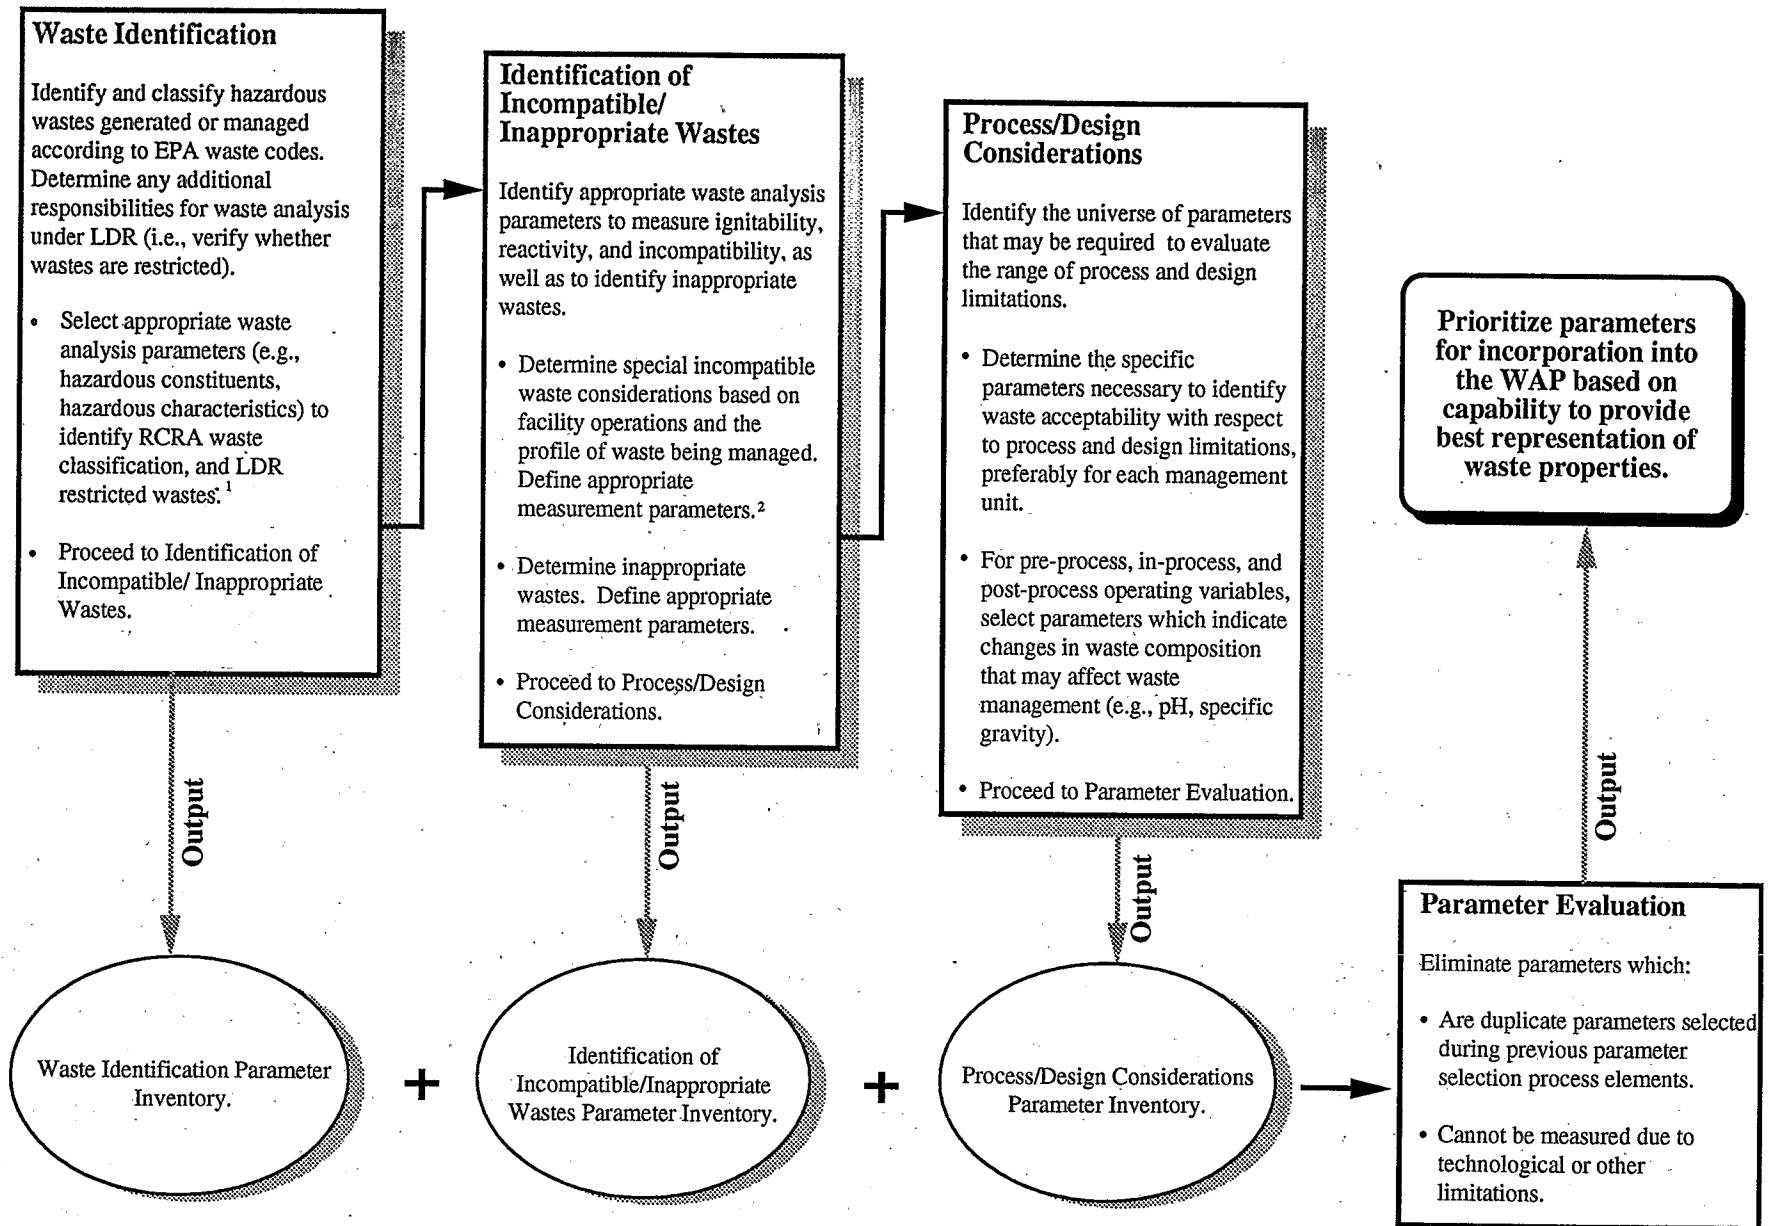 Waste Identification
Identify and classify hazardous
wastes generated or managed
according to EPA waste codes.
Determine any additional
responsibilities for waste analysis
under LDR (i.e., verify whether
wastes are restricted).
• Select appropriate waste
analysis parameters (e.g.,
hazardous constituents,
hazardous characteristics) to
identify RCRA waste
classification, and LDR
restricted wastes.¹
• Proceed to Identification of
Incompatible/ Inappropriate
Wastes.
Output
Waste Identification Parameter
Inventory.
+
Identification of
Incompatible/
Inappropriate Wastes
Identify appropriate waste analysis
parameters to measure ignitability,
reactivity, and incompatibility, as
well as to identify inappropriate
wastes.
• Determine special incompatible
waste considerations based on
facility operations and the
profile of waste being managed.
Define appropriate
measurement parameters.²
• Determine inappropriate
wastes. Define appropriate
measurement parameters.
• Proceed to Process/Design
Considerations.
Output
Identification of
Incompatible/Inappropriate
Wastes Parameter Inventory.
+
Process/Design
Considerations
Identify the universe of parameters
that may be required to evaluate
the range of process and design
limitations.
• Determine the specific
parameters necessary to identify
waste acceptability with respect
to process and design limitations,
preferably for each management
unit.
• For pre-process, in-process, and
post-process operating variables,
select parameters which indicate
changes in waste composition
that may affect waste
management (e.g., pH, specific
gravity).
• Proceed to Parameter Evaluation.
Output
Process/Design Considerations
Parameter Inventory.
Parameter Evaluation
Eliminate parameters which:
• Are duplicate parameters selected
during previous parameter
selection process elements.
• Cannot be measured due to
technological or other
limitations.
Output
Prioritize parameters
for incorporation into
the WAP based on
capability to provide
best representation of
waste properties.